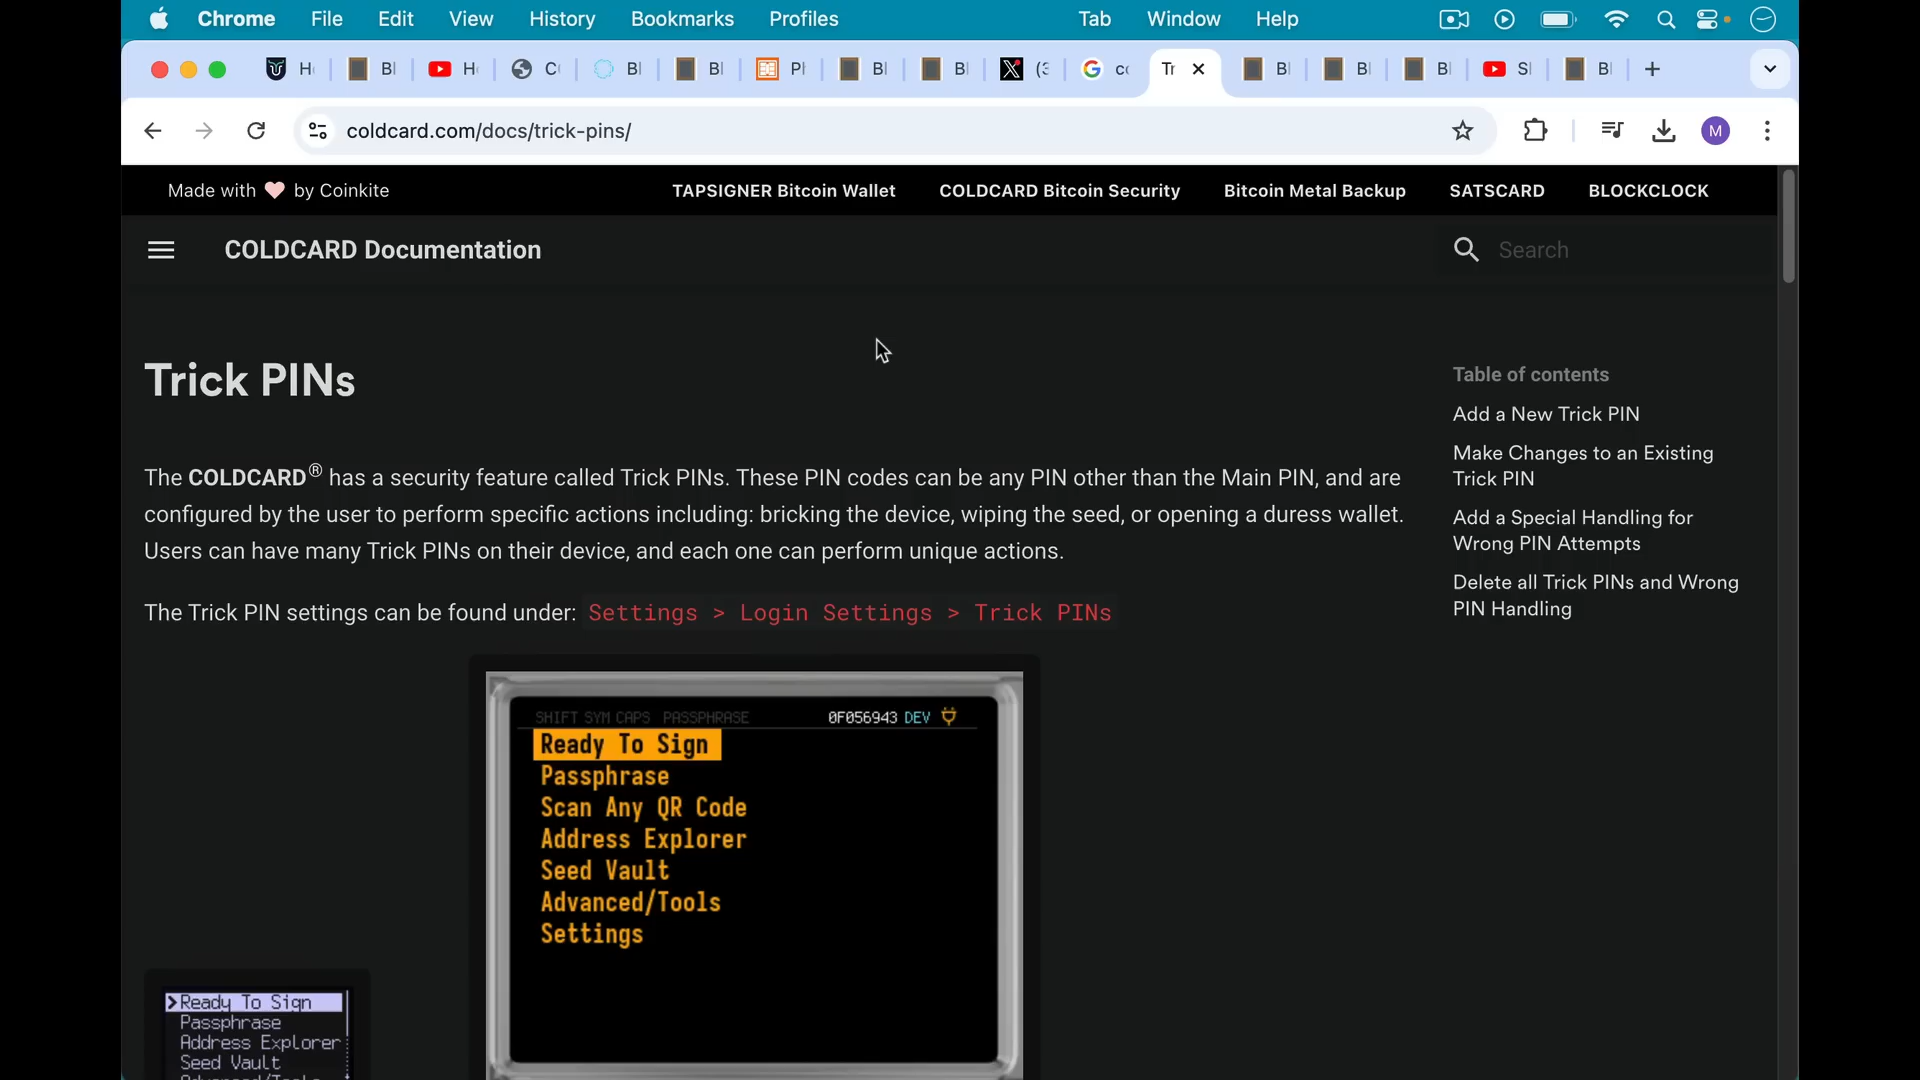 Chrome File Edit View History Bookmarks Profiles Tab Window Help
coldcard.com/docs/trick-pins/
M
Made with by Coinkite TAPSIGNER Bitcoin Wallet COLDCARD Bitcoin Security Bitcoin Metal Backup SATSCARD BLOCKCLOCK
COLDCARD Documentation Search
Trick PINs
The COLDCARD® has a security feature called Trick PINs. These PIN codes can be any PIN other than the Main PIN, and are
configured by the user to perform specific actions including: bricking the device, wiping the seed, or opening a duress wallet.
Users can have many Trick PINs on their device, and each one can perform unique actions.
The Trick PIN settings can be found under: Settings > Login Settings > Trick PINs
Table of contents
Add a New Trick PIN
Make Changes to an Existing
Trick PIN
Add a Special Handling for
Wrong PIN Attempts
Delete all Trick PINs and Wrong
PIN Handling
SHIFT SYM CAPS PASSPHRASE 0F056943 DEV
Ready To Sign
Passphrase
Scan Any QR Code
Address Explorer
Seed Vault
Advanced/Tools
Settings
>Ready To Sign
Passphrase
Address Explorer
Seed Vault